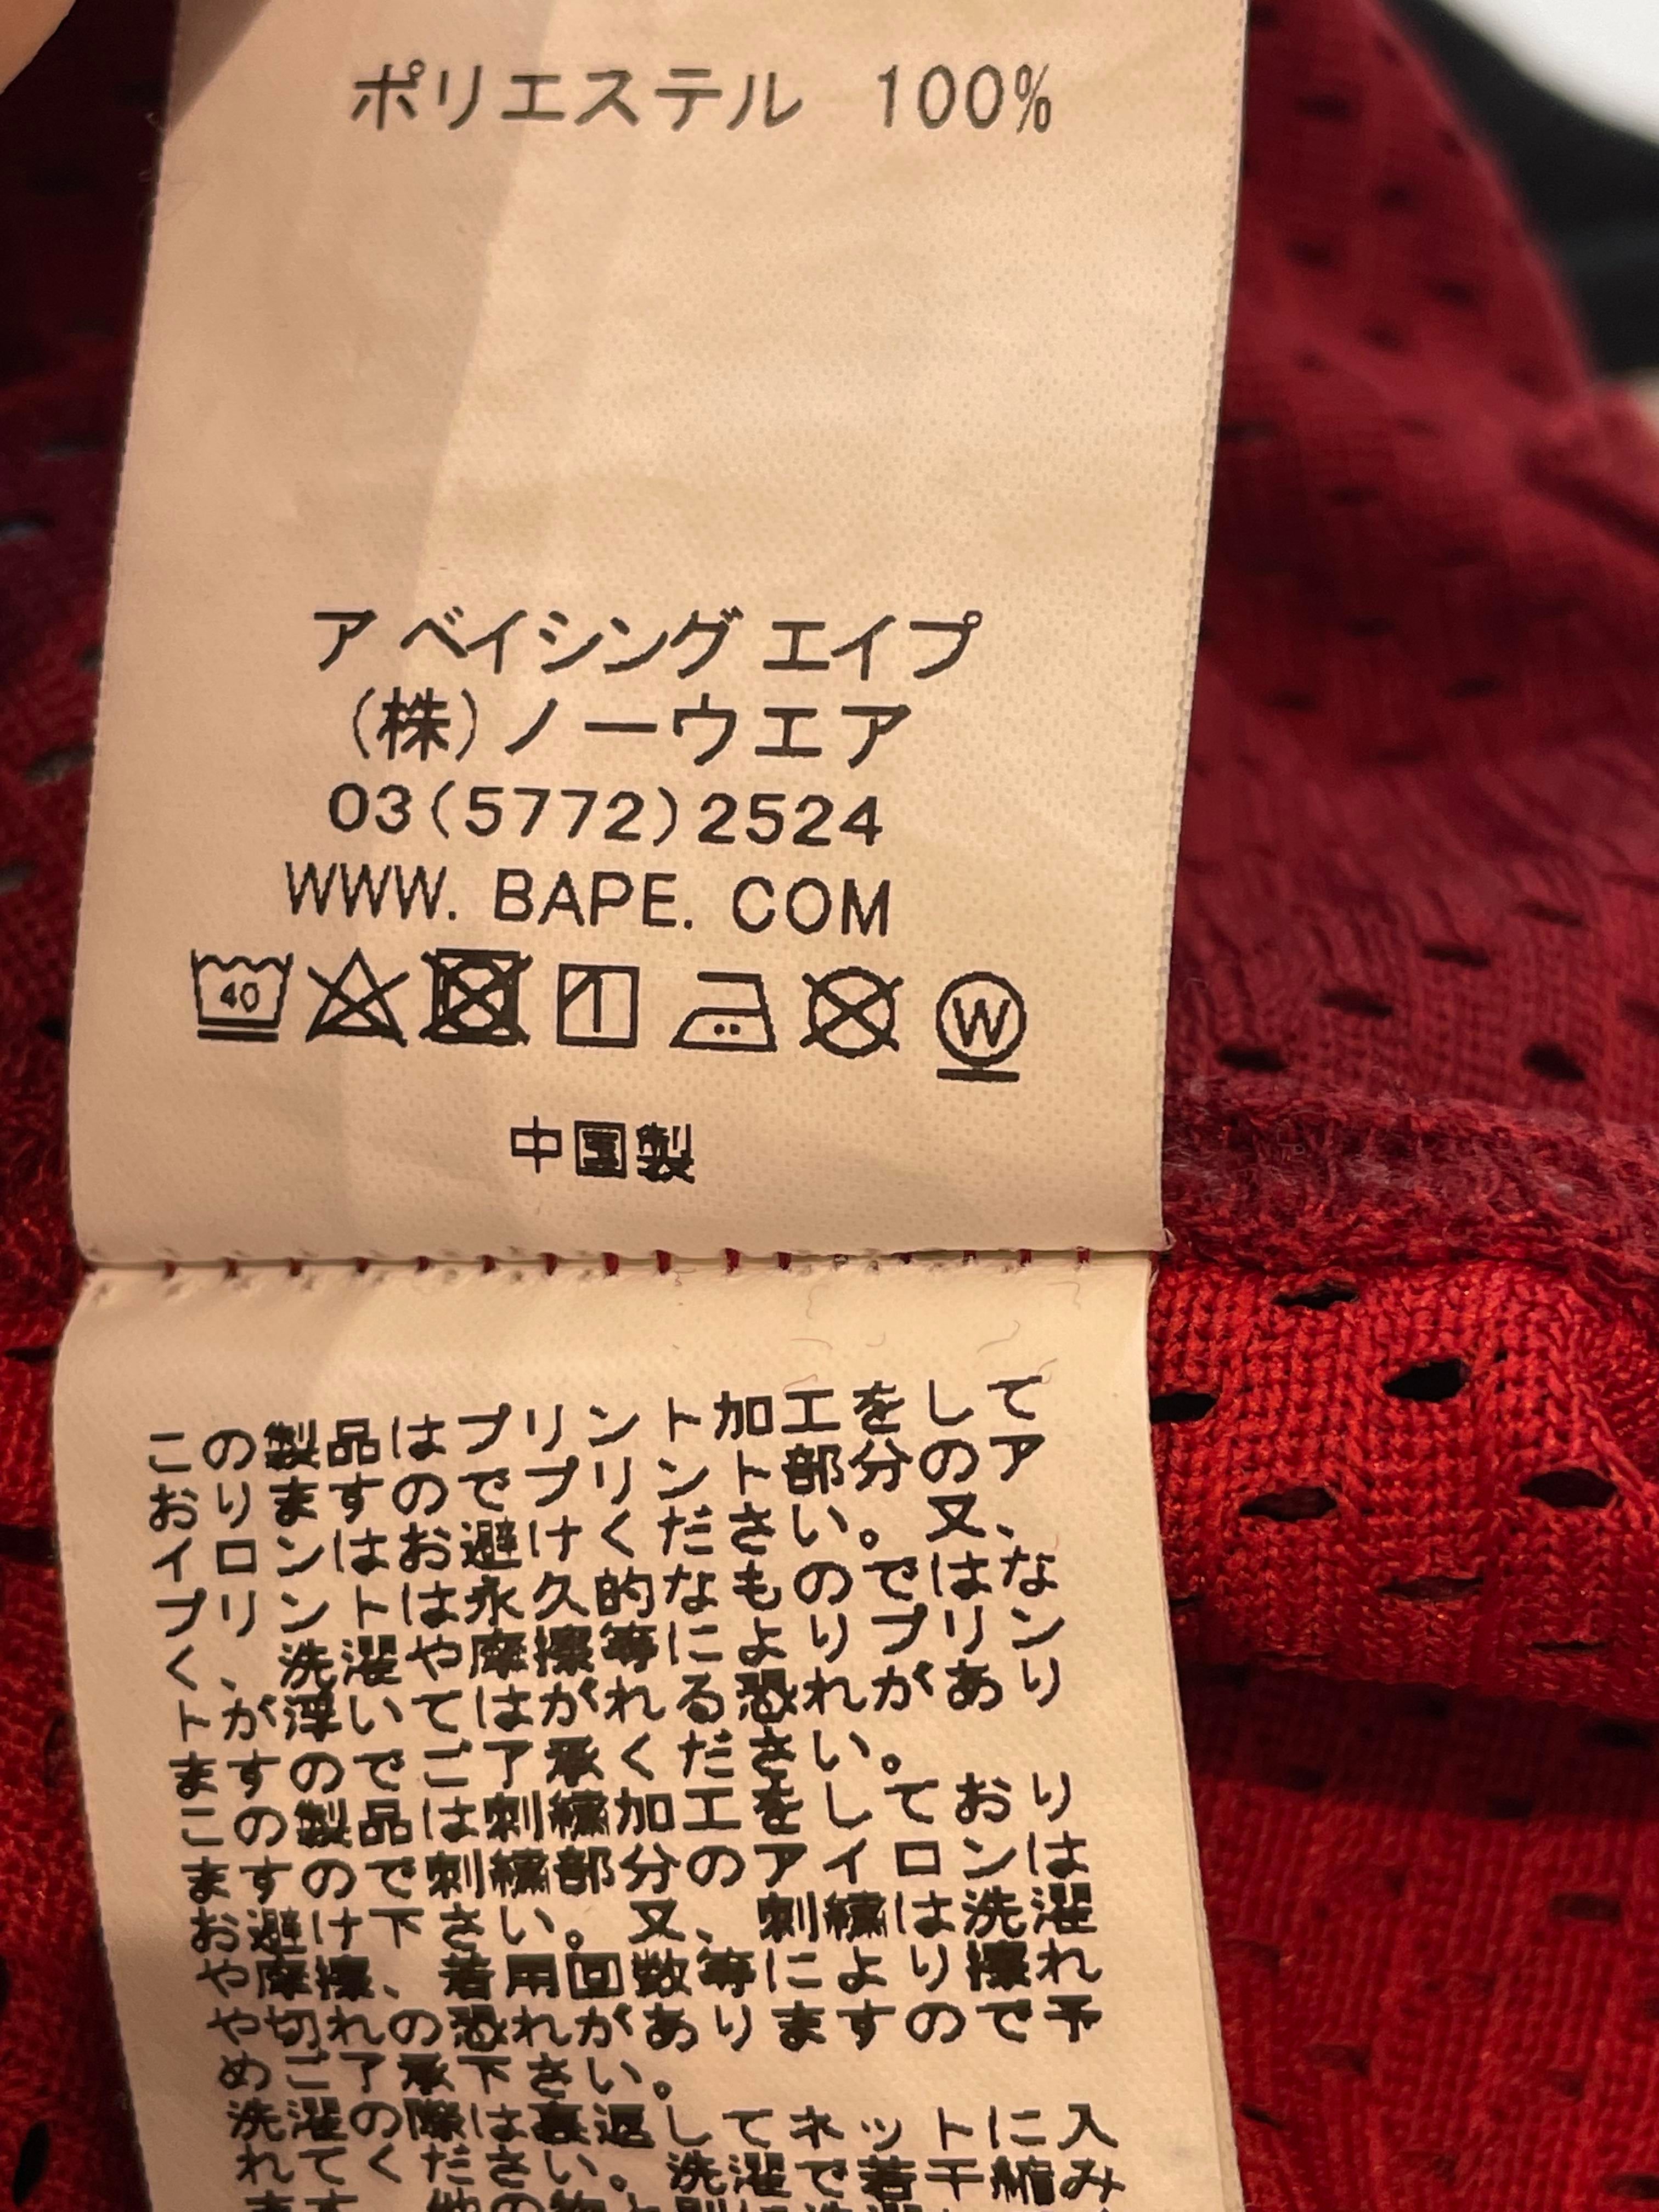 ポリエステル 100%
ア ベイシング エイプ
(株)ノーウエア
03(5772)2524
WWW. BAPE. COM
40
W
中国製
この製品はプリント加工をして
おりますのでプリント部分のア
イロンはお避けください。又、
プリントは永久的なものではな
く、洗濯や摩擦等によりプリン
トが浮いてはがれる恐れがあり
ますのでご了承ください。
この製品は刺繍加工をしており
ますので刺繍部分のアイロンは
お避け下さい。又、刺繍は洗濯
や摩擦、着用回数等により擦れ
や切れの恐れがありますので予
めご了承下さい。
洗濯の際は裏返してネットに入
れてください。洗濯で若干縮み
ます。他の物と別に洗濯